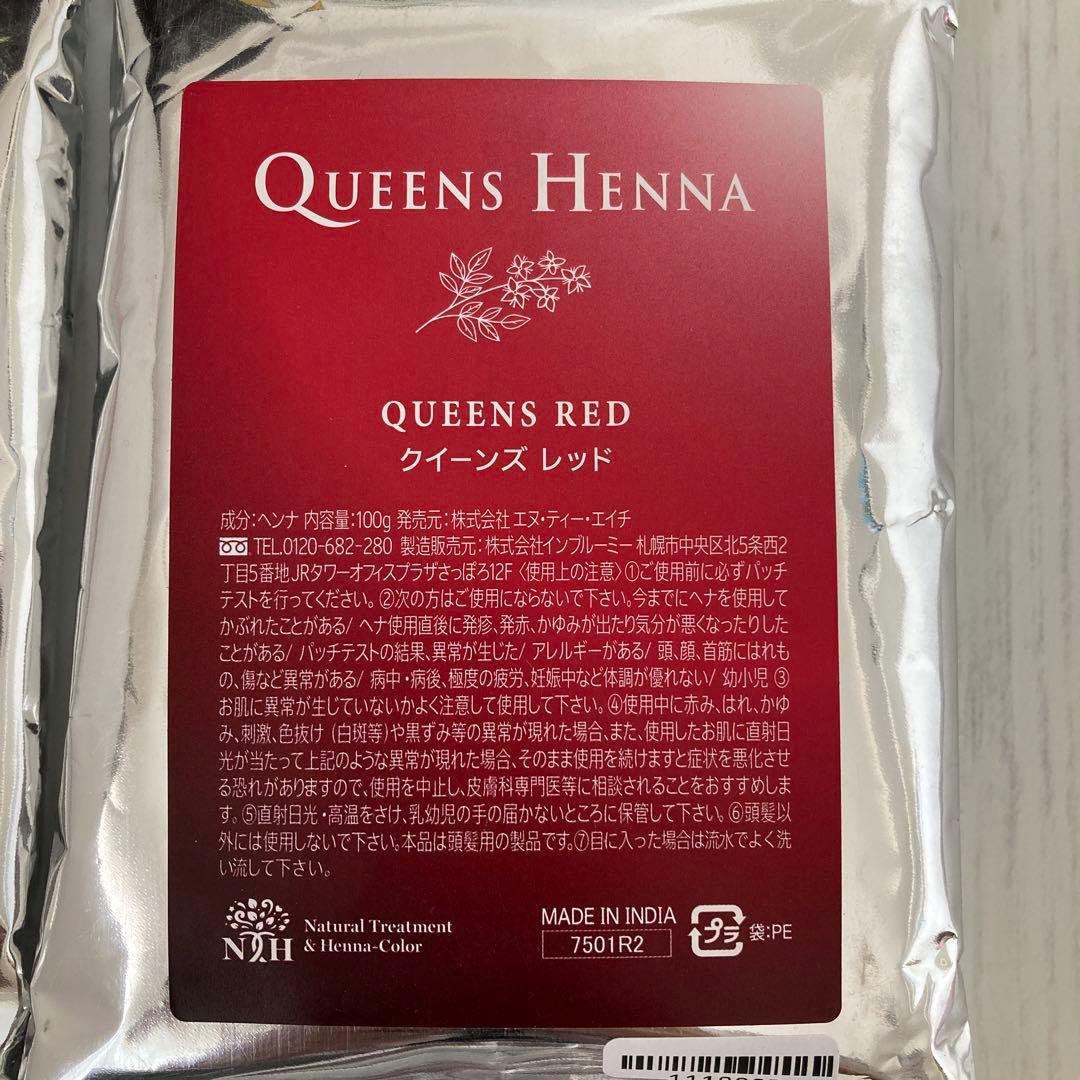 QUEENS HENNA
QUEENS RED
クイーンズ レッド
成分:ヘンナ 内容量:100g 発売元:株式会社 エヌ・ティー・エイチ
TEL.0120-682-280 製造販売元:株式会社インブルーミー 札幌市中央区北5条西2
丁目5番地JRタワーオフィスプラザさっぽろ12F〈使用上の注意〉①ご使用前に必ずパッチ
テストを行ってください。②次の方はご使用にならないで下さい。今までにヘナを使用して
かぶれたことがある/ ヘナ使用直後に発疹、発赤、かゆみが出たり気分が悪くなったりした
ことがある/ パッチテストの結果、異常が生じた/ アレルギーがある/ 頭、顔、首筋にはれも
の、傷など異常がある/ 病中・病後、極度の疲労、妊娠中など体調が優れない/ 幼小児 ③
お肌に異常が生じていないかよく注意して使用して下さい。④使用中に赤み、はれ、かゆ
み、刺激、色抜け (白斑等)や黒ずみ等の異常が現れた場合、また、使用したお肌に直射日
光が当たって上記のような異常が現れた場合、そのまま使用を続けますと症状を悪化させ
る恐れがありますので、使用を中止し、皮膚科専門医等に相談されることをおすすめしま
す。⑤直射日光・高温をさけ、乳幼児の手の届かないところに保管して下さい。⑥頭髪以
外には使用しないで下さい。本品は頭髪用の製品です。⑦目に入った場合は流水でよく洗
い流して下さい。
NTH
Natural Treatment
& Henna-Color
MADE IN INDIA
7501R2
プラ 袋:PE